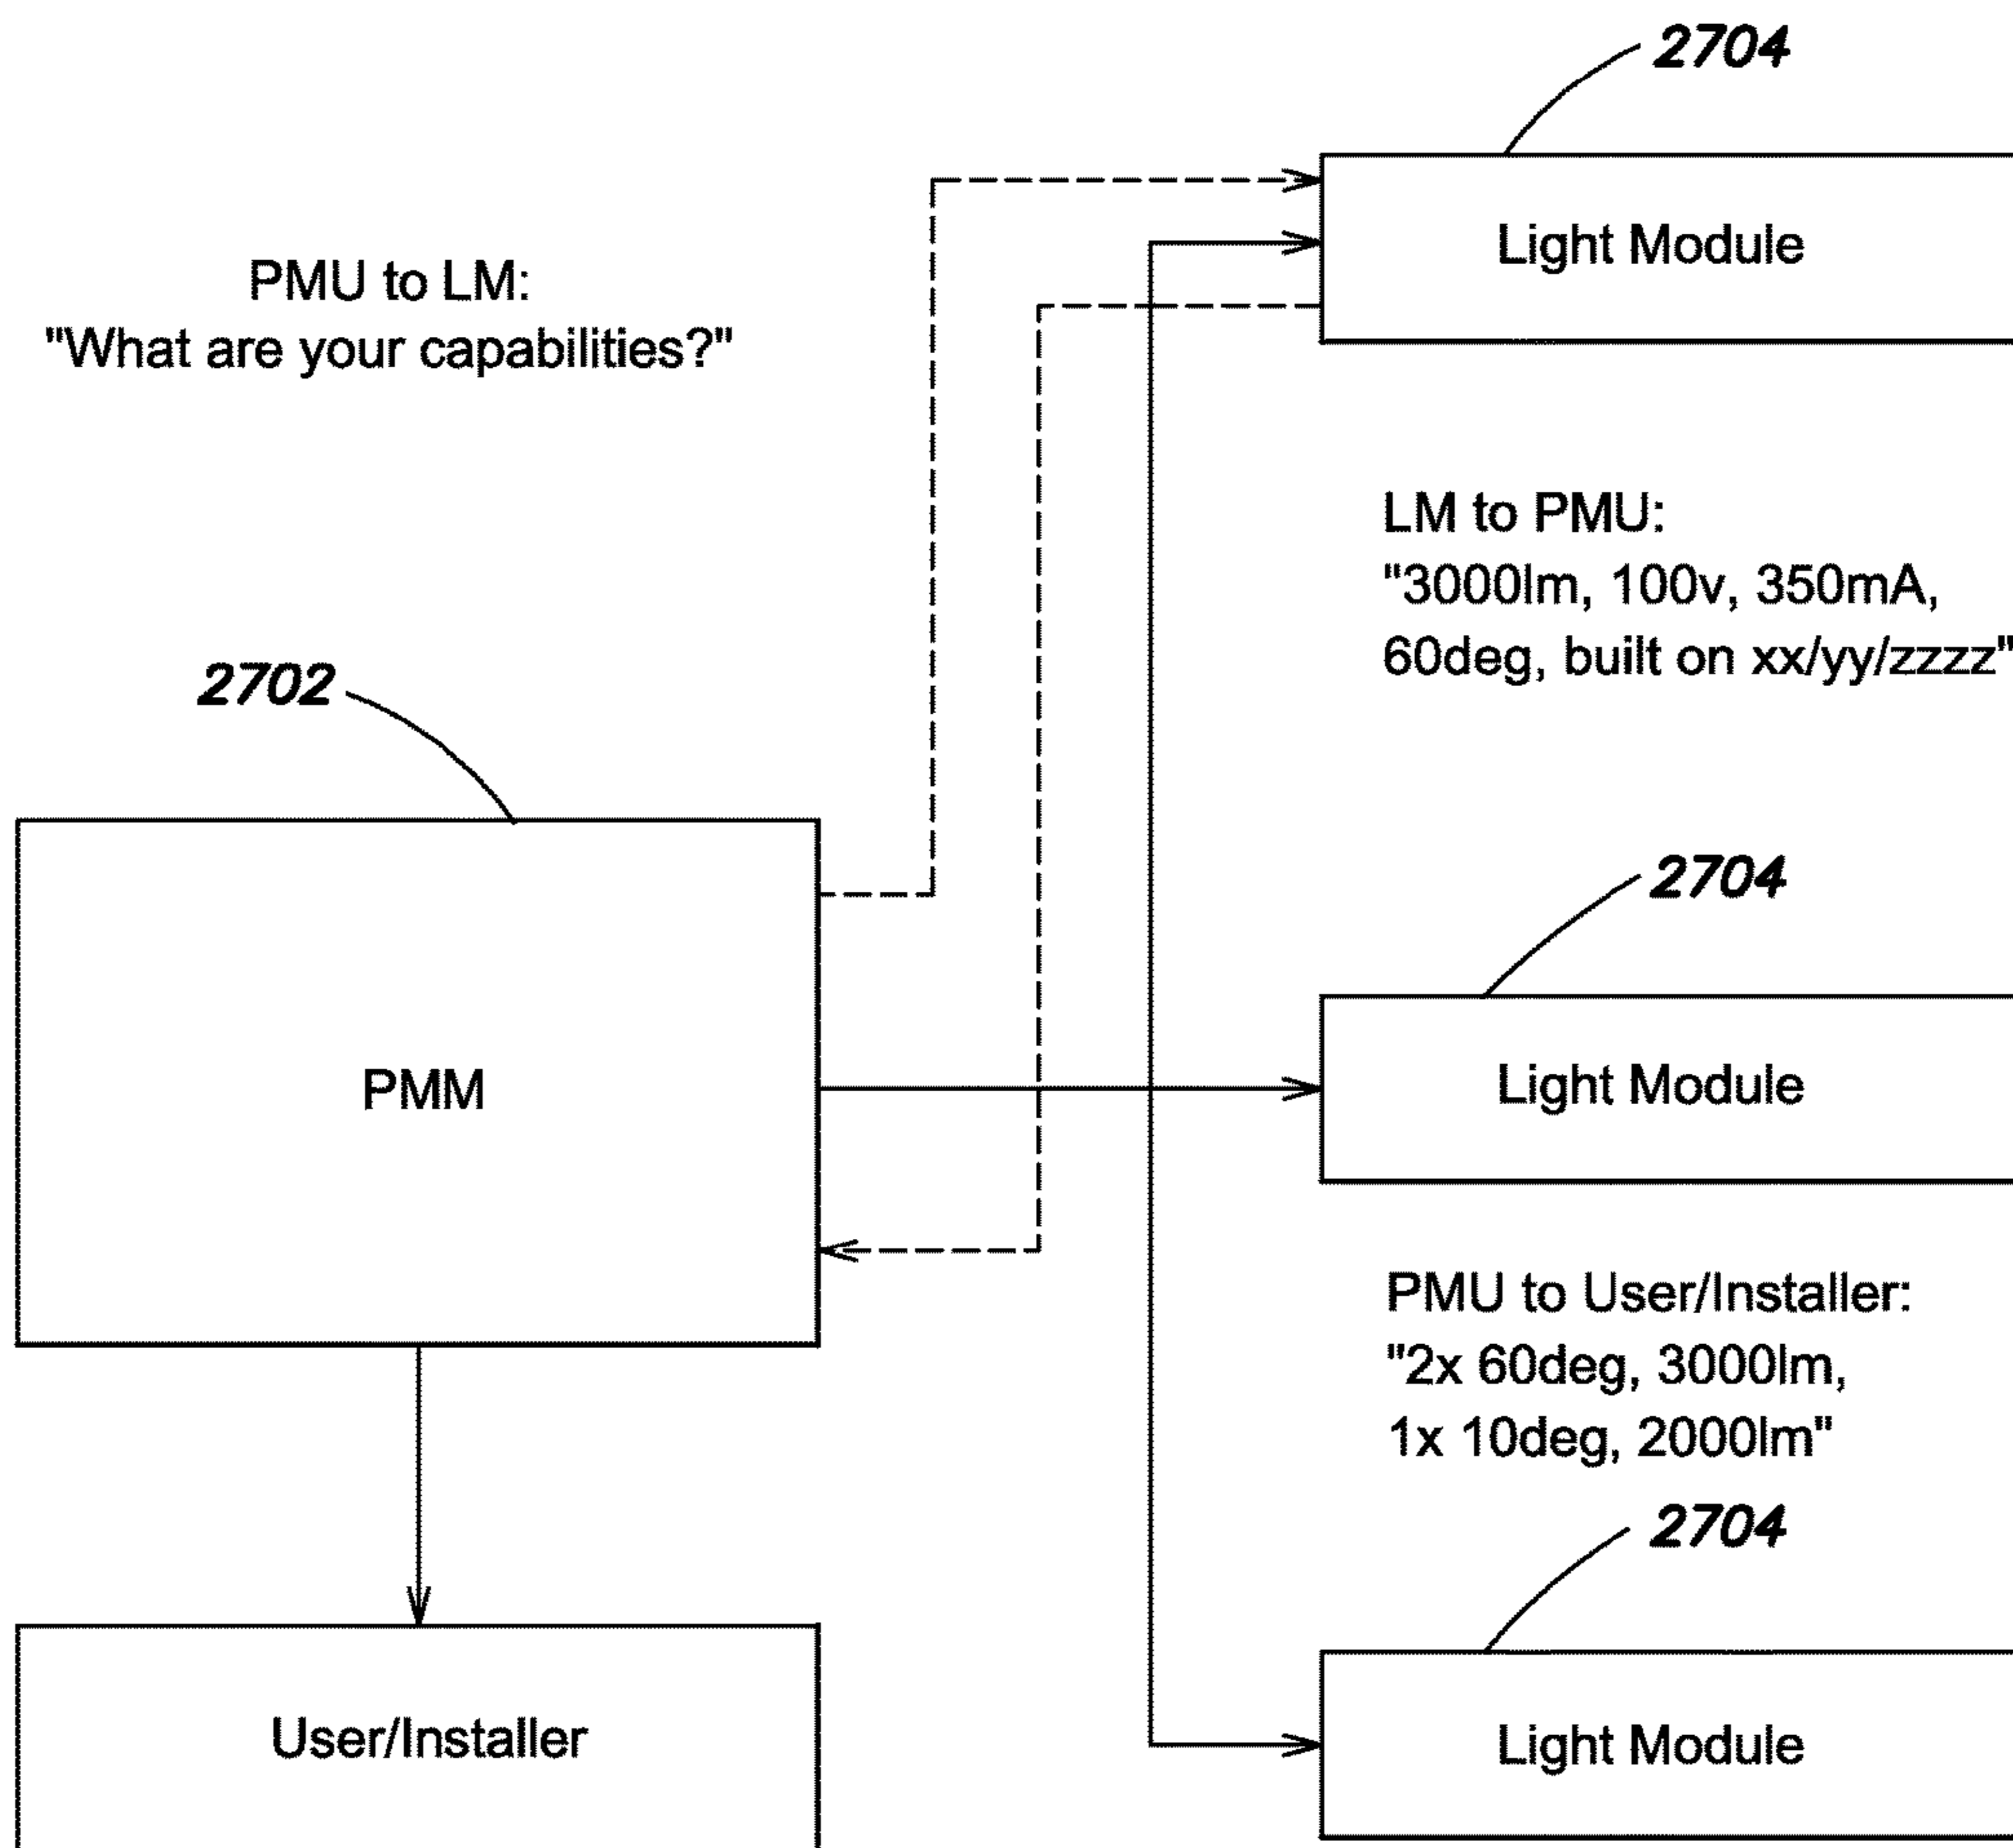 2704
Light Module
PMU to LM:
"What are your capabilities?"
LM to PMU:
"3000lm, 100v, 350mA,
60deg, built on xx/yy/zzzz"
2702
PMM
2704
Light Module
PMU to User/Installer:
"2x 60deg, 3000lm,
1x 10deg, 2000lm"
2704
User/Installer
Light Module